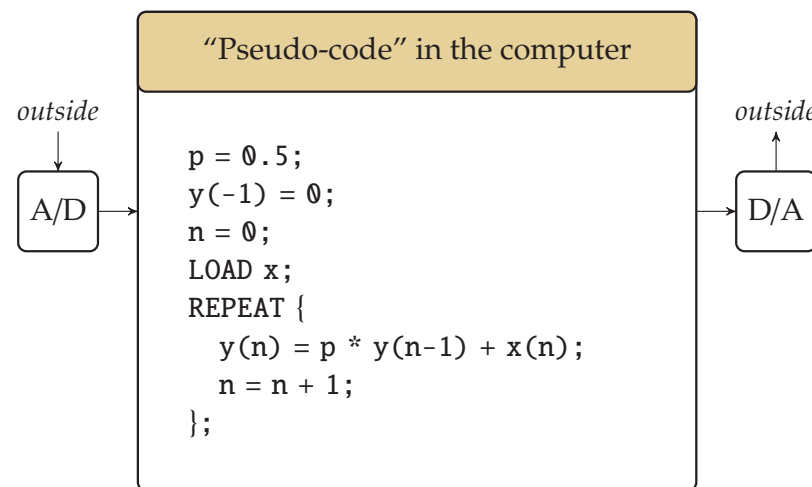 “Pseudo-code” in the computer
outside
outside
A/D
D/A
p = 0.5;
y(-1) = 0;
n = 0;
LOAD x;
REPEAT {
y(n) = p * y(n-1) + x(n);
n = n + 1;
};